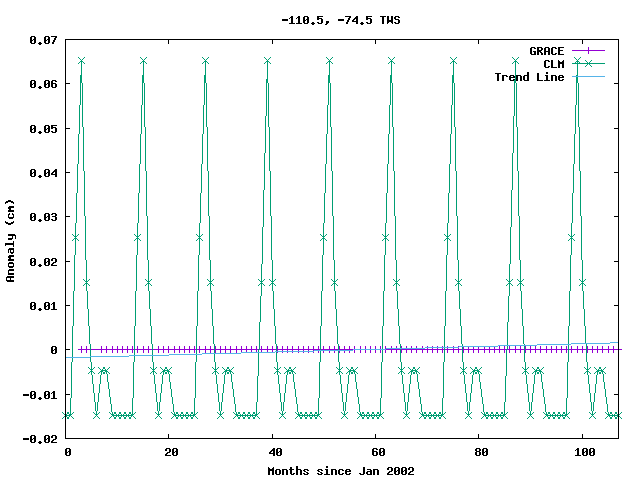 -110.5, -74.5 TWS
0.07
0.06
0.05
0.04
0.03
0.02
0.01
0
-0.01
-0.02
Anomaly (cm)
GRACE
CLM
Trend Line
0 20 40 60 80 100
Months since Jan 2002